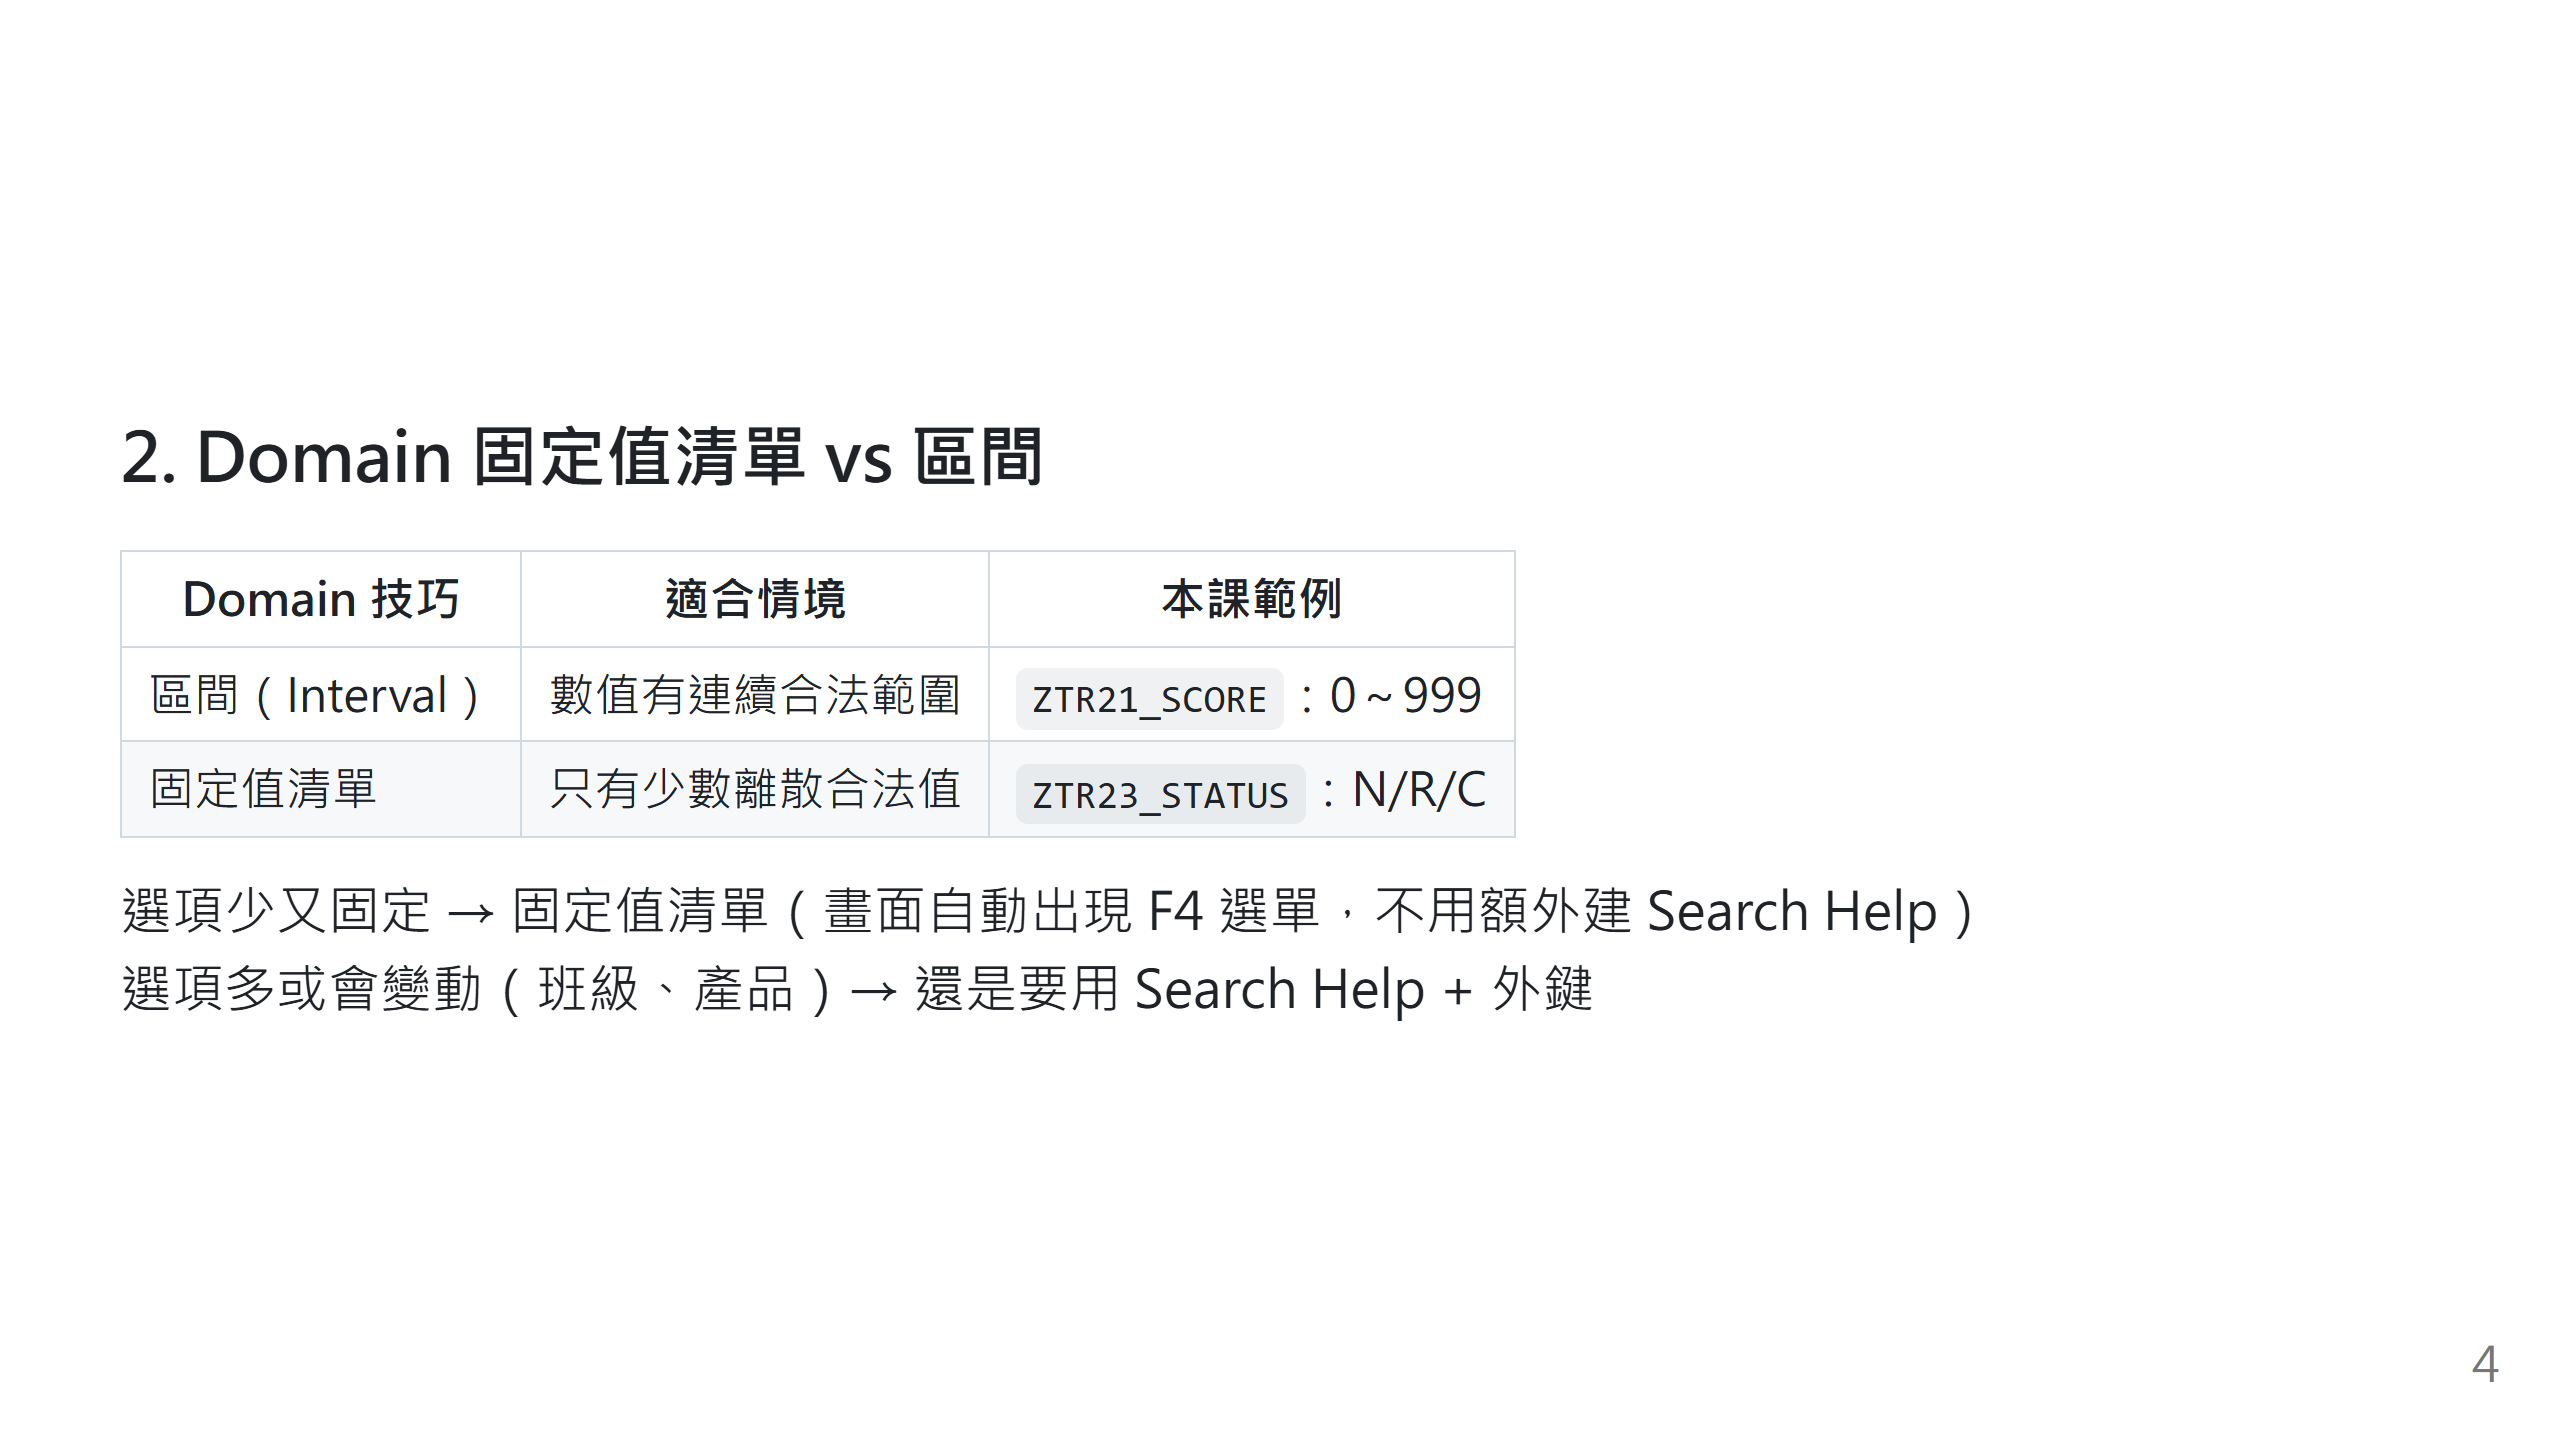 2. Domain 固定值清單 vs 區間
Domain 技巧 適合情境 本課範例
區間（Interval） 數值有連續合法範圍 ZTR21_SCORE：0～999
固定值清單 只有少數離散合法值 ZTR23_STATUS：N/R/C
選項少又固定 → 固定值清單（畫面自動出現 F4 選單，不用額外建 Search Help）
選項多或會變動（班級、產品）→ 還是要用 Search Help + 外鍵
4